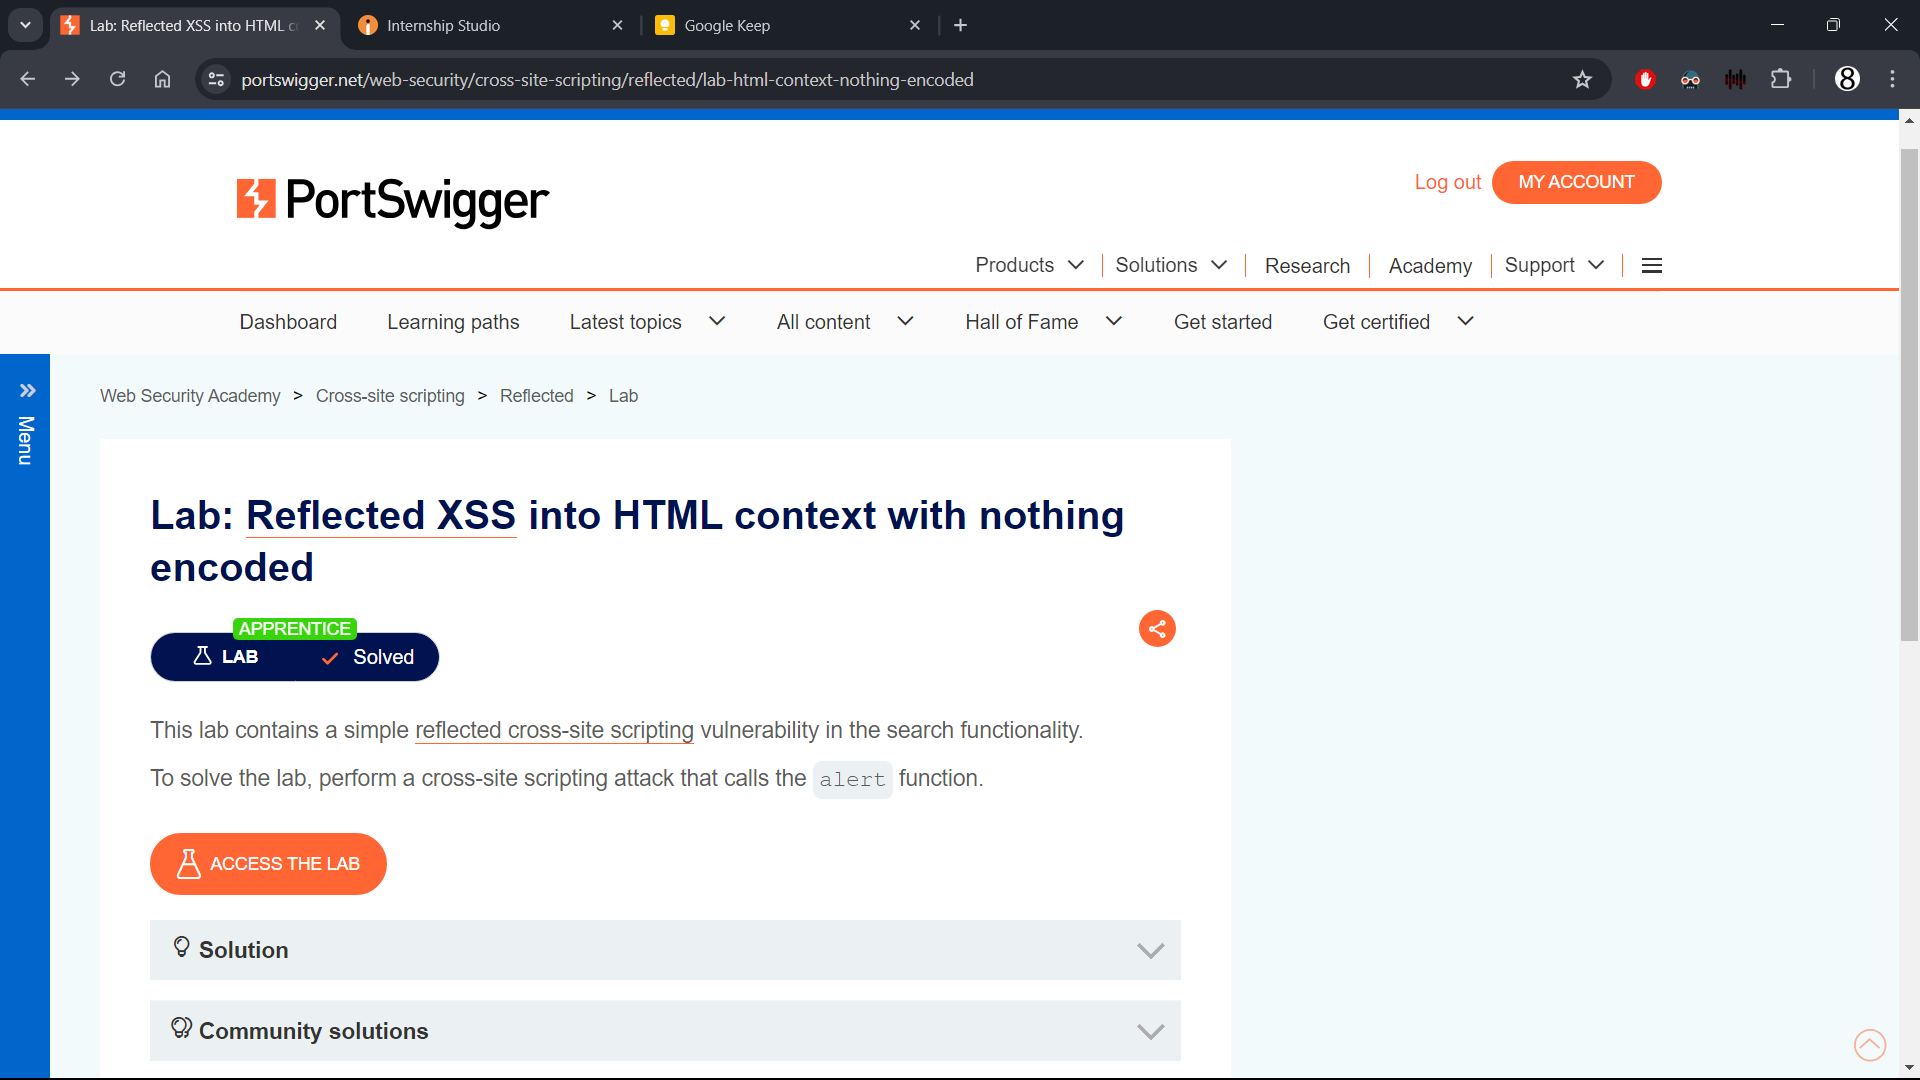 Lab: Reflected XSS into HTML c
Internship Studio
Google Keep
portswigger.net/web-security/cross-site-scripting/reflected/lab-html-context-nothing-encoded
PortSwigger
Log out
MY ACCOUNT
Products
Solutions
Research
Academy
Support
Dashboard
Learning paths
Latest topics
All content
Hall of Fame
Get started
Get certified
Menu
Web Security Academy > Cross-site scripting > Reflected > Lab
Lab: Reflected XSS into HTML context with nothing
encoded
APPRENTICE
LAB
Solved
This lab contains a simple reflected cross-site scripting vulnerability in the search functionality.
To solve the lab, perform a cross-site scripting attack that calls the alert function.
ACCESS THE LAB
Solution
Community solutions